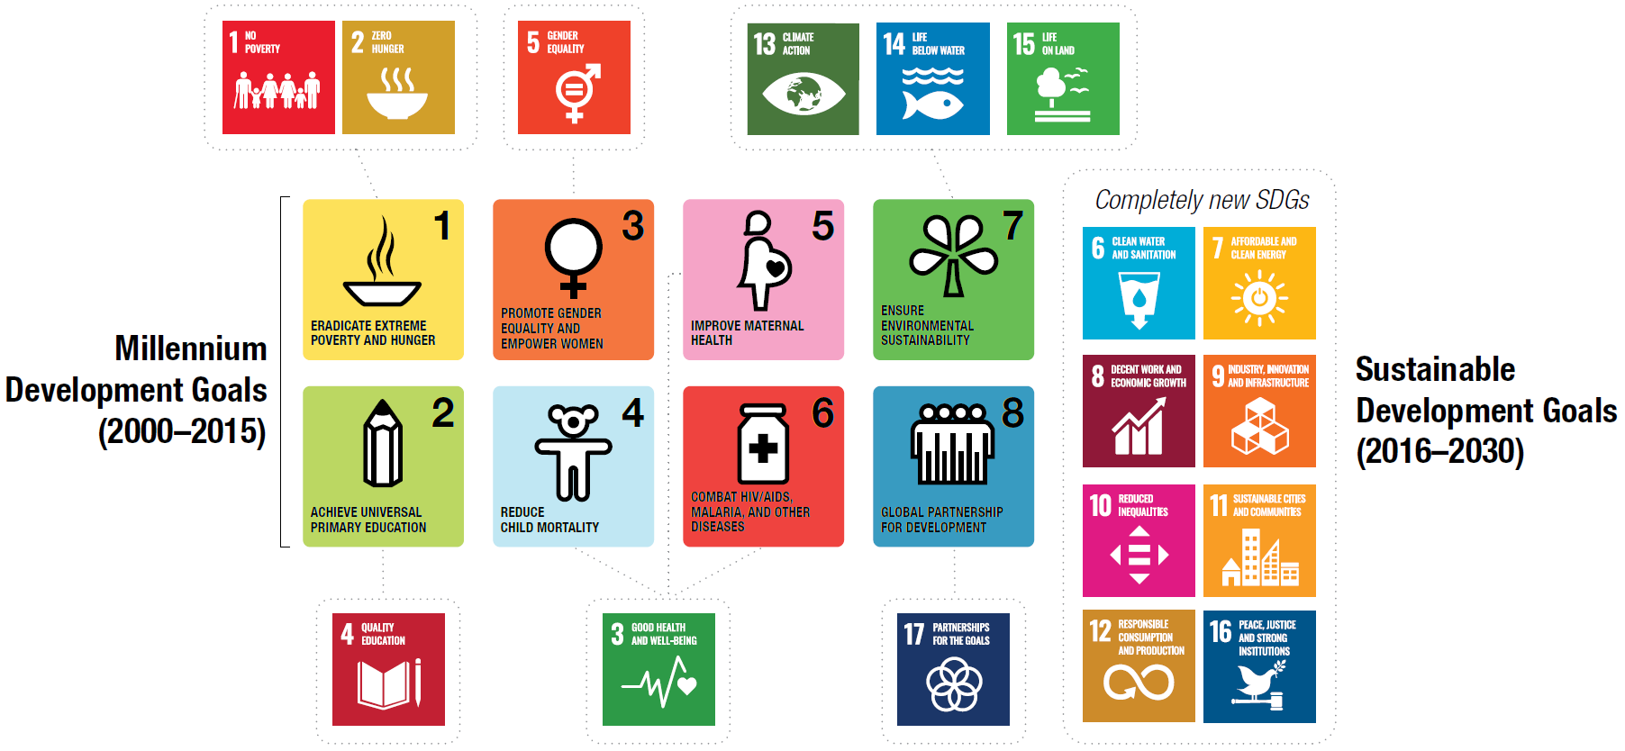 1 NO
POVERTY
2 ZERO
HUNGER
5 GENDER
EQUALITY
13 CLIMATE
ACTION
14 LIFE
BELOW WATER
15 LIFE
ON LAND
Millennium
Development Goals
(2000–2015)
1
ERADICATE EXTREME
POVERTY AND HUNGER
3
PROMOTE GENDER
EQUALITY AND
EMPOWER WOMEN
5
IMPROVE MATERNAL
HEALTH
7
ENSURE
ENVIRONMENTAL
SUSTAINABILITY
2
ACHIEVE UNIVERSAL
PRIMARY EDUCATION
4
REDUCE
CHILD MORTALITY
6
COMBAT HIV/AIDS,
MALARIA, AND OTHER
DISEASES
8
GLOBAL PARTNERSHIP
FOR DEVELOPMENT
4 QUALITY
EDUCATION
3 GOOD HEALTH
AND WELL-BEING
17 PARTNERSHIPS
FOR THE GOALS
Completely new SDGs
6 CLEAN WATER
AND SANITATION
7 AFFORDABLE AND
CLEAN ENERGY
8 DECENT WORK AND
ECONOMIC GROWTH
9 INDUSTRY, INNOVATION
AND INFRASTRUCTURE
10 REDUCED
INEQUALITIES
11 SUSTAINABLE CITIES
AND COMMUNITIES
12 RESPONSIBLE
CONSUMPTION
AND PRODUCTION
16 PEACE, JUSTICE
AND STRONG
INSTITUTIONS
Sustainable
Development Goals
(2016–2030)